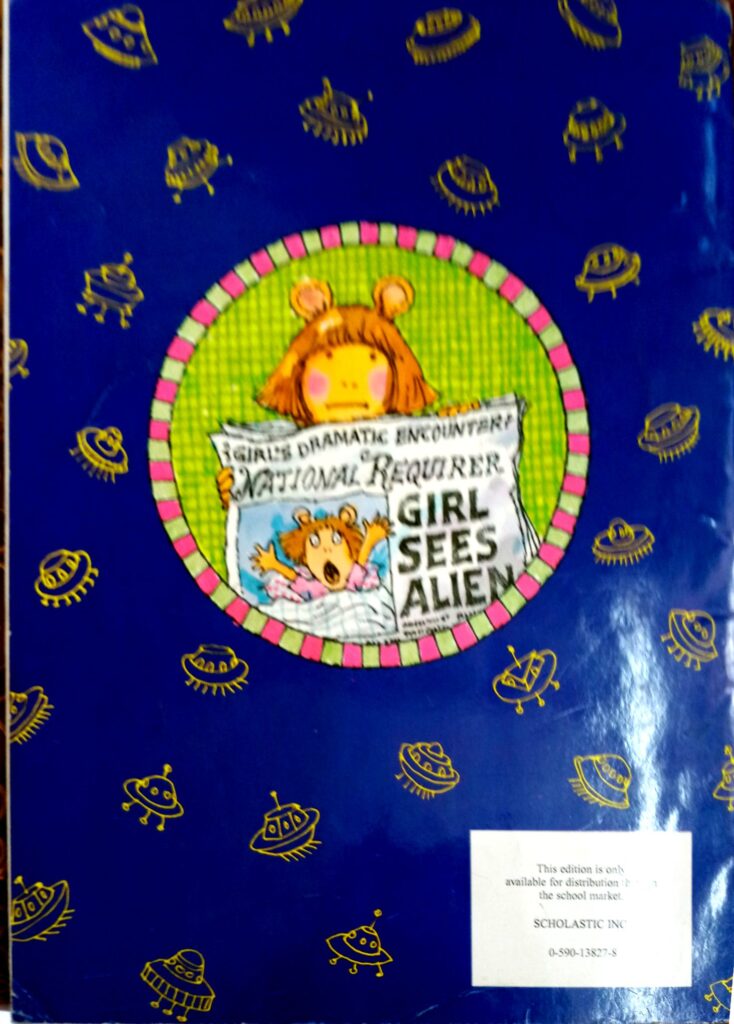 GIRL'S DRAMATIC ENCOUNTER!
NATIONAL REQUIRER
GIRL
SEES
ALIEN
This edition is only
available for distribution
the school market.
SCHOLASTIC INC
0-590-13827-8